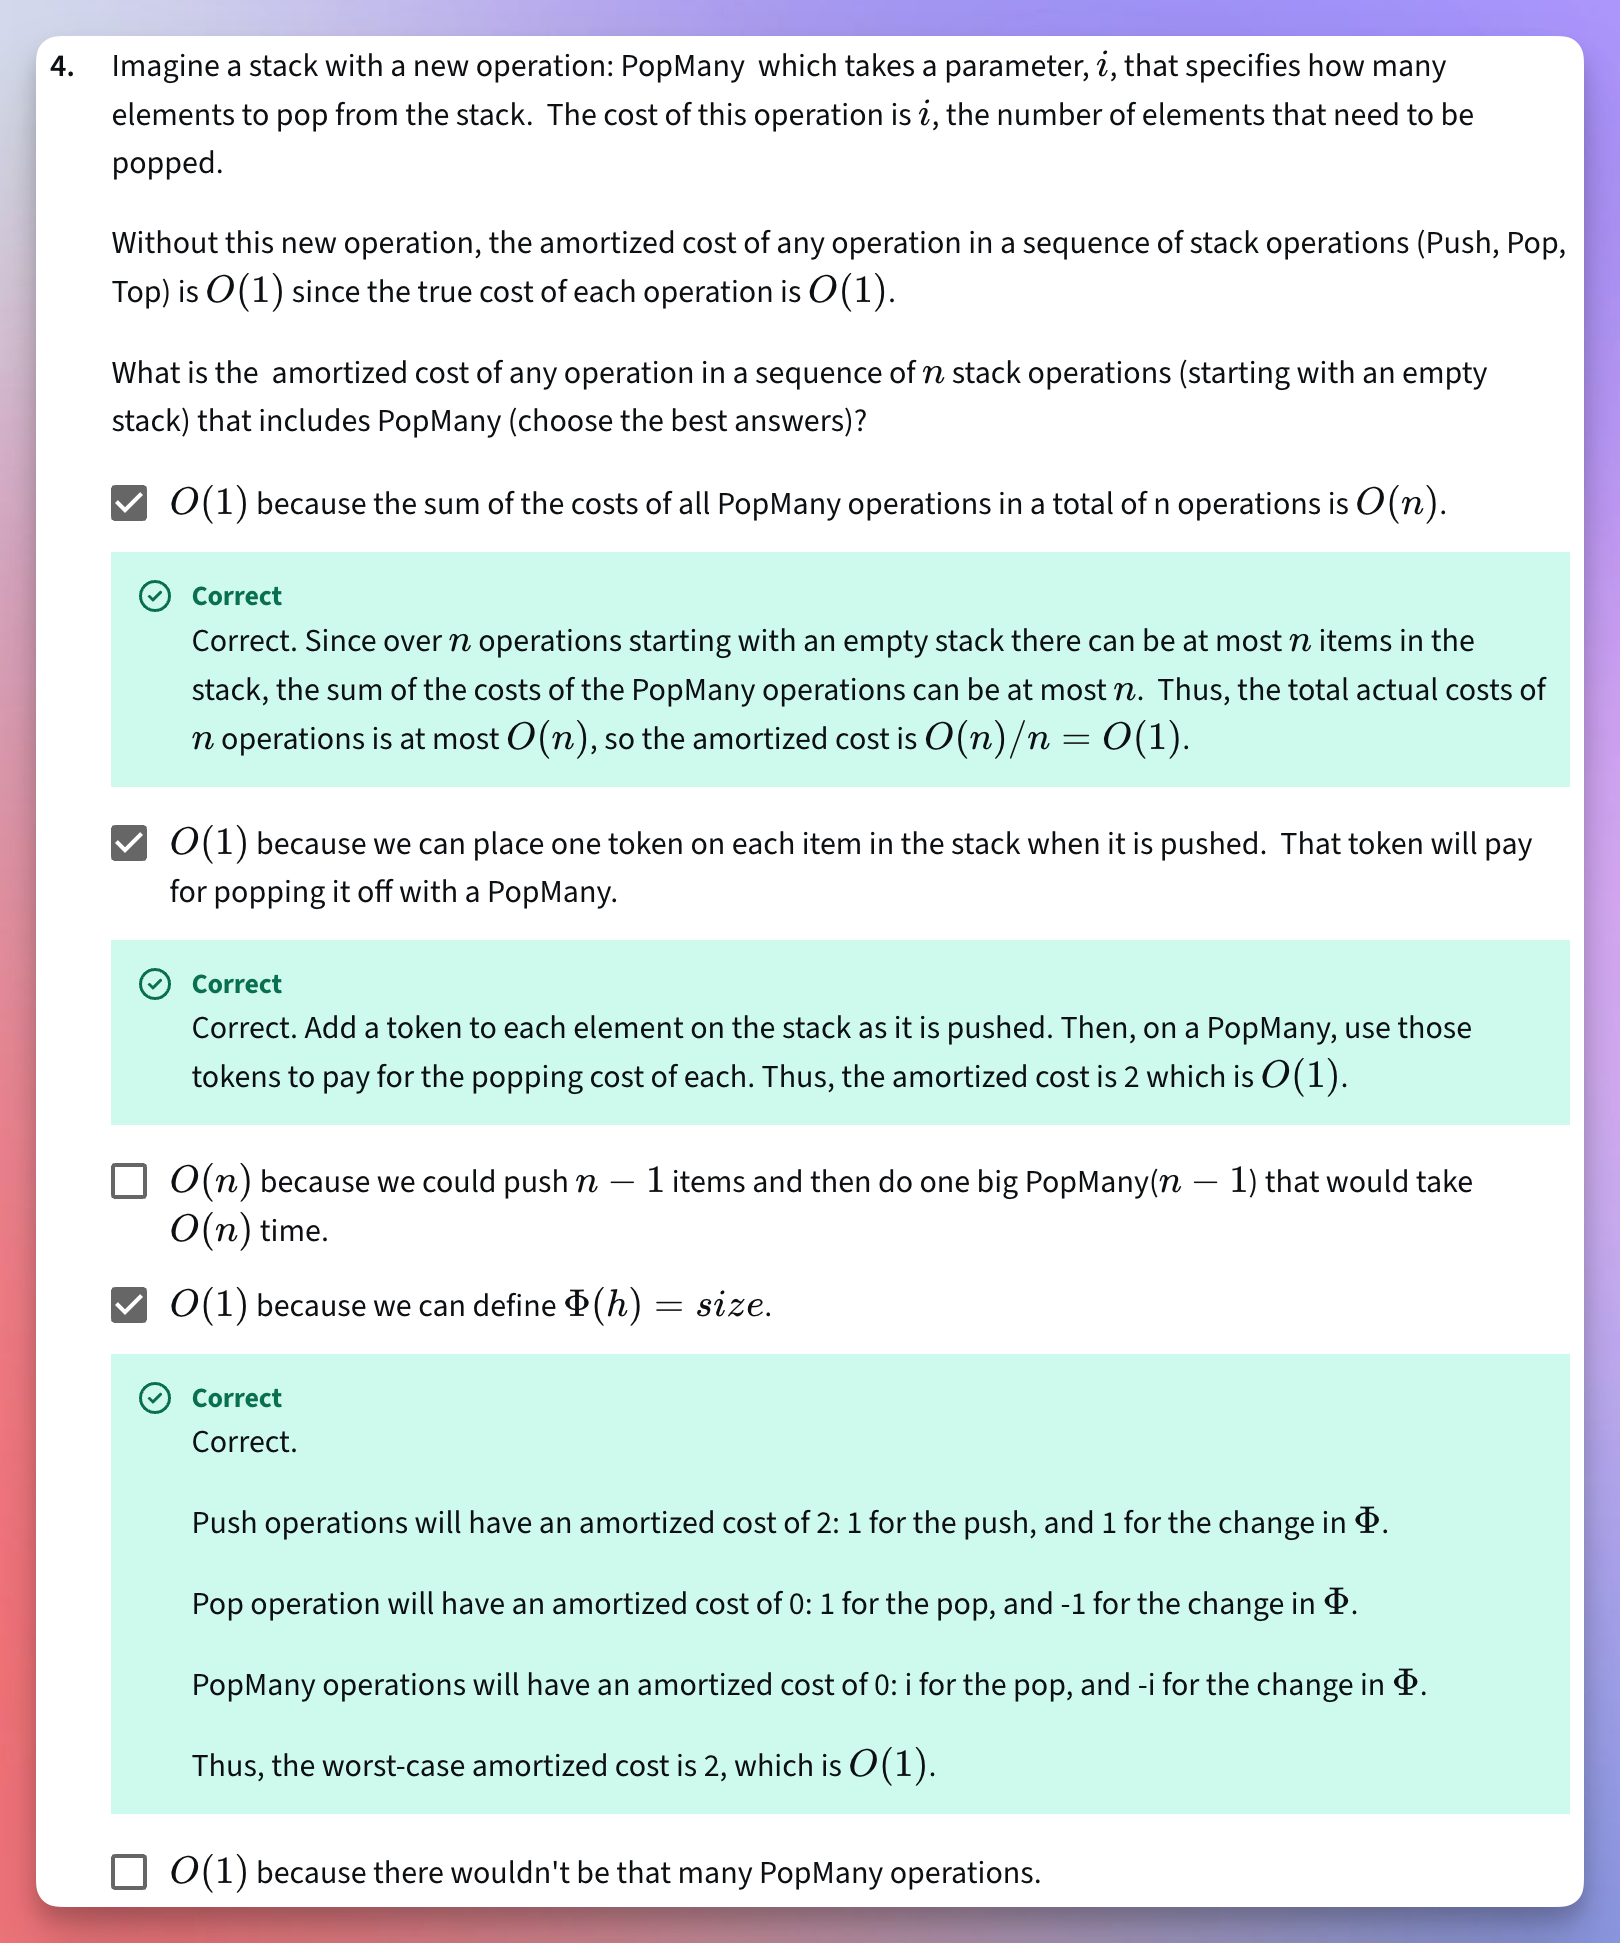 4. Imagine a stack with a new operation: PopMany which takes a parameter, i, that specifies how many
elements to pop from the stack. The cost of this operation is i, the number of elements that need to be
popped.
Without this new operation, the amortized cost of any operation in a sequence of stack operations (Push, Pop,
Top) is O(1) since the true cost of each operation is O(1).
What is the amortized cost of any operation in a sequence of n stack operations (starting with an empty
stack) that includes PopMany (choose the best answers)?
O(1) because the sum of the costs of all PopMany operations in a total of n operations is O(n).
Correct
Correct. Since over n operations starting with an empty stack there can be at most n items in the
stack, the sum of the costs of the PopMany operations can be at most n. Thus, the total actual costs of
n operations is at most O(n), so the amortized cost is O(n)/n = O(1).
O(1) because we can place one token on each item in the stack when it is pushed. That token will pay
for popping it off with a PopMany.
Correct
Correct. Add a token to each element on the stack as it is pushed. Then, on a PopMany, use those
tokens to pay for the popping cost of each. Thus, the amortized cost is 2 which is O(1).
O(n) because we could push n − 1 items and then do one big PopMany(n − 1) that would take
O(n) time.
O(1) because we can define Φ(h) = size.
Correct
Correct.
Push operations will have an amortized cost of 2: 1 for the push, and 1 for the change in Φ.
Pop operation will have an amortized cost of 0: 1 for the pop, and -1 for the change in Φ.
PopMany operations will have an amortized cost of 0: i for the pop, and -i for the change in Φ.
Thus, the worst-case amortized cost is 2, which is O(1).
O(1) because there wouldn't be that many PopMany operations.